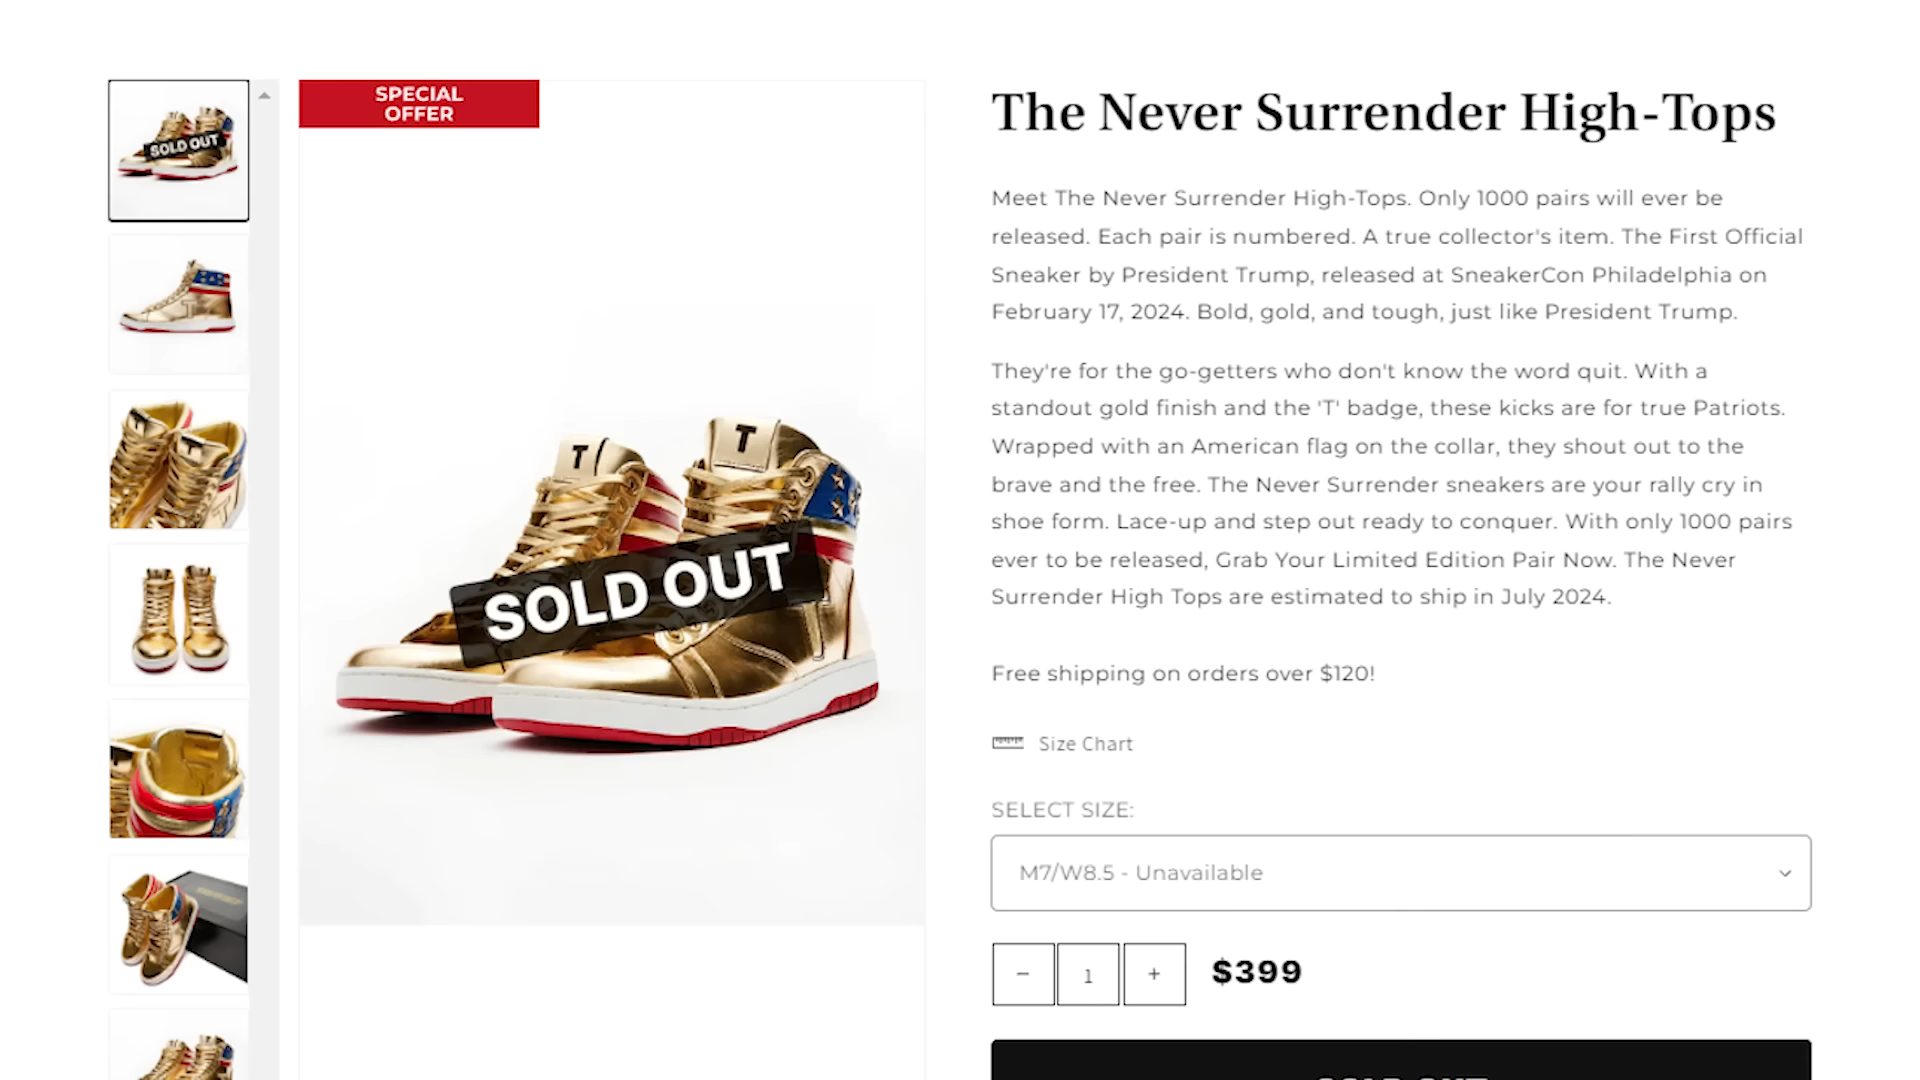 SOLD OUT
SPECIAL
OFFER
T
T
SOLD OUT
The Never Surrender High-Tops
Meet The Never Surrender High-Tops. Only 1000 pairs will ever be
released. Each pair is numbered. A true collector's item. The First Official
Sneaker by President Trump, released at SneakerCon Philadelphia on
February 17, 2024. Bold, gold, and tough, just like President Trump.
They're for the go-getters who don't know the word quit. With a
standout gold finish and the 'T' badge, these kicks are for true Patriots.
Wrapped with an American flag on the collar, they shout out to the
brave and the free. The Never Surrender sneakers are your rally cry in
shoe form. Lace-up and step out ready to conquer. With only 1000 pairs
ever to be released, Grab Your Limited Edition Pair Now. The Never
Surrender High Tops are estimated to ship in July 2024.
Free shipping on orders over $120!
Size Chart
SELECT SIZE:
M7/W8.5 - Unavailable
− 1 + $399
SOLD OUT